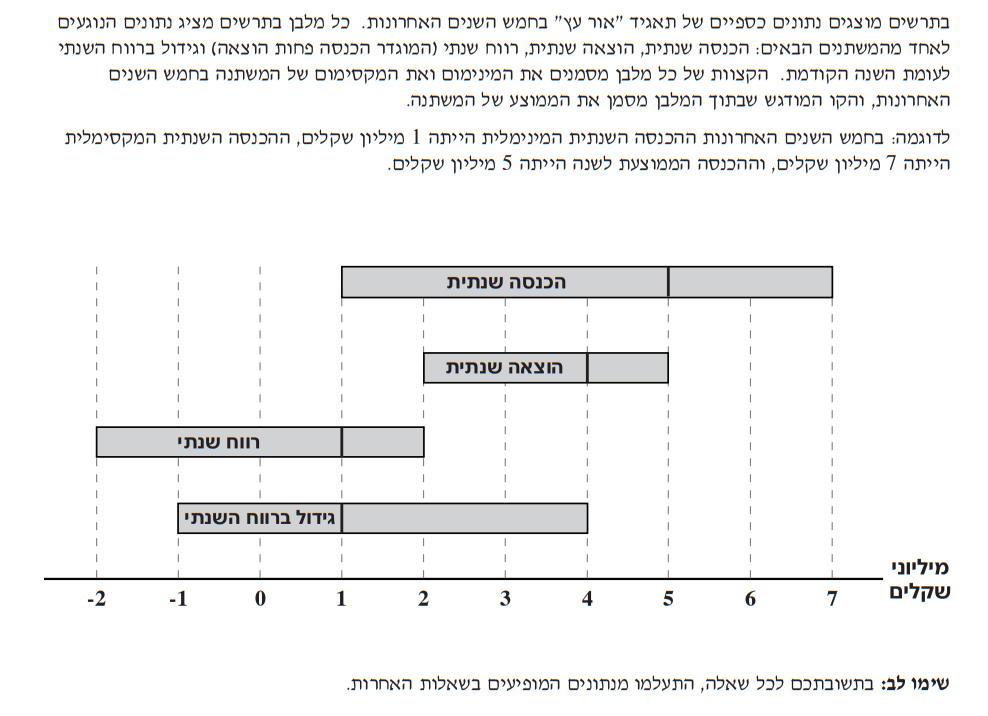 בתרשים מוצגים נתונים כספיים של תאגיד "אור עץ" בחמש השנים האחרונות. כל מלבן בתרשים מציג נתונים הנוגעים
לאחד מהמשתנים הבאים: הכנסה שנתית, הוצאה שנתית, רווח שנתי (המוגדר הכנסה פחות הוצאה) וגידול ברווח השנתי
לעומת השנה הקודמת. הקצוות של כל מלבן מסמנים את המינימום ואת המקסימום של המשתנה בחמש השנים
האחרונות, והקו המודגש שבתוך המלבן מסמן את הממוצע של המשתנה.
לדוגמה: בחמש השנים האחרונות ההכנסה השנתית המינימלית הייתה 1 מיליון שקלים, ההכנסה השנתית המקסימלית
הייתה 7 מיליון שקלים, וההכנסה הממוצעת לשנה הייתה 5 מיליון שקלים.
הכנסה שנתית
הוצאה שנתית
רווח שנתי
גידול ברווח השנתי
מיליוני
שקלים
-2 -1 0 1 2 3 4 5 6 7
שימו לב: בתשובתכם לכל שאלה, התעלמו מנתונים המופיעים בשאלות האחרות.